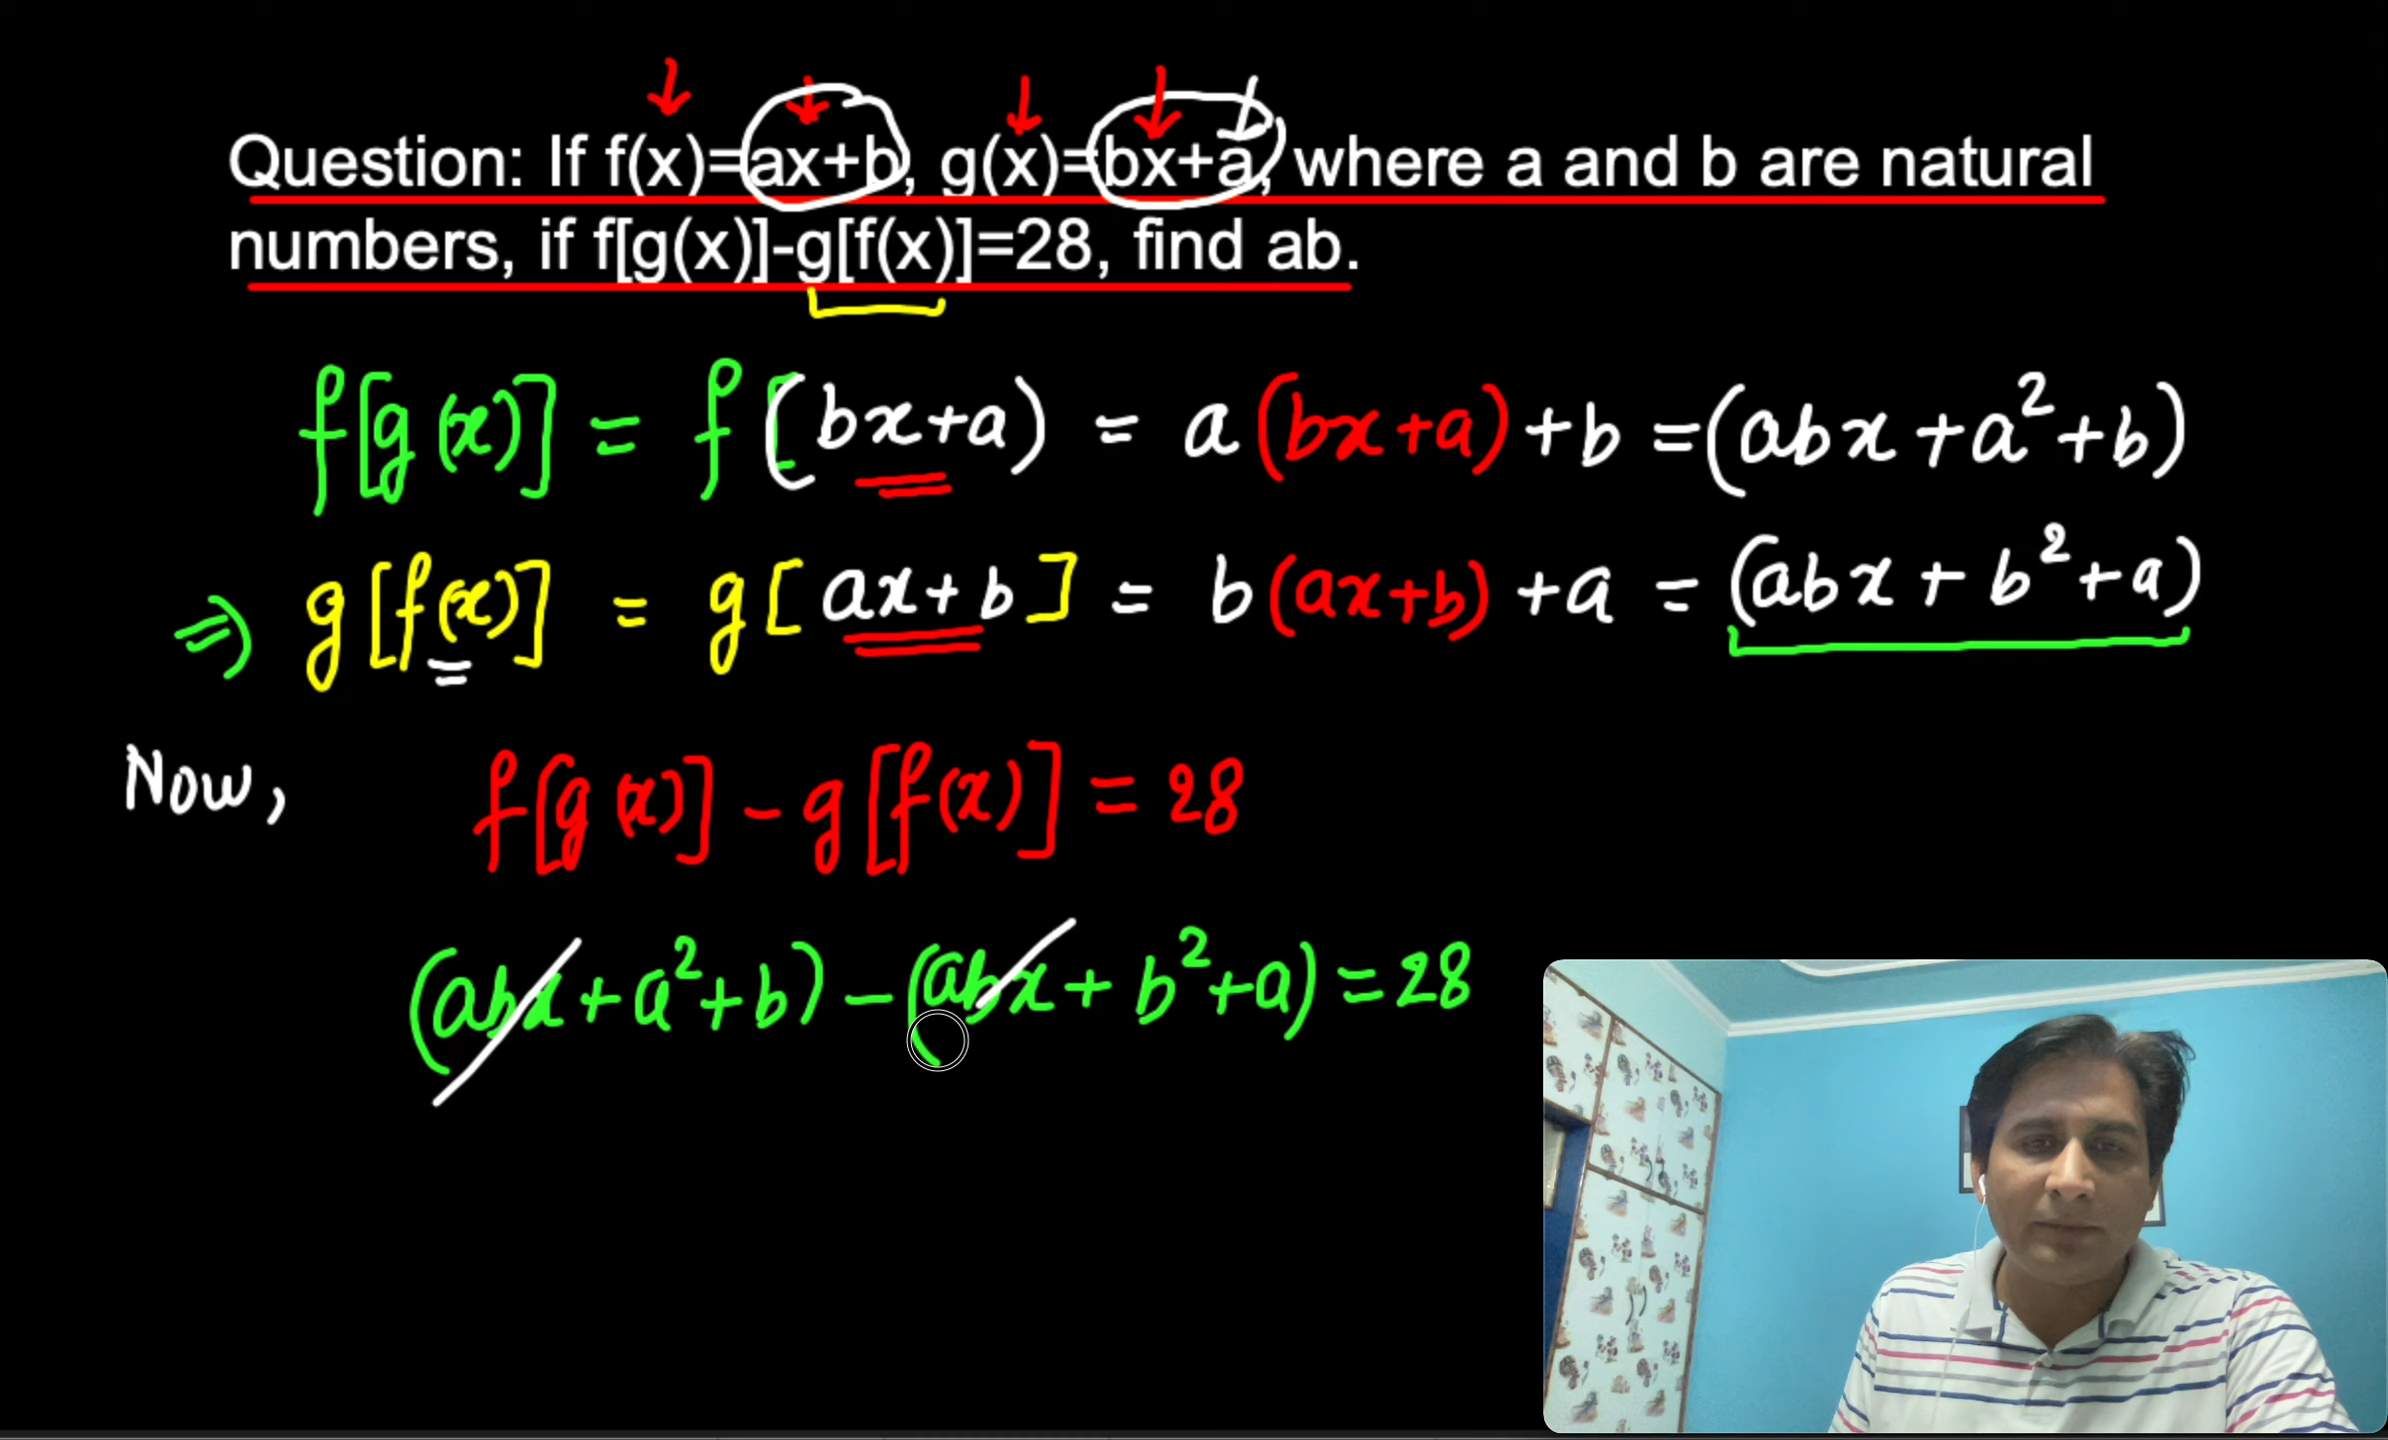 Question: If f(x)=ax+b, g(x)=bx+a, where a and b are natural
numbers, if f[g(x)]-g[f(x)]=28, find ab.
f[g(x)] = f(bx+a) = a(bx+a)+b =(abx+a²+b)
⇒ g[f(x)] = g[ax+b] = b(ax+b)+a = (abx+b²+a)
Now, f[g(x)] - g[f(x)] = 28
(abx+a²+b) - (abx+b²+a) = 28